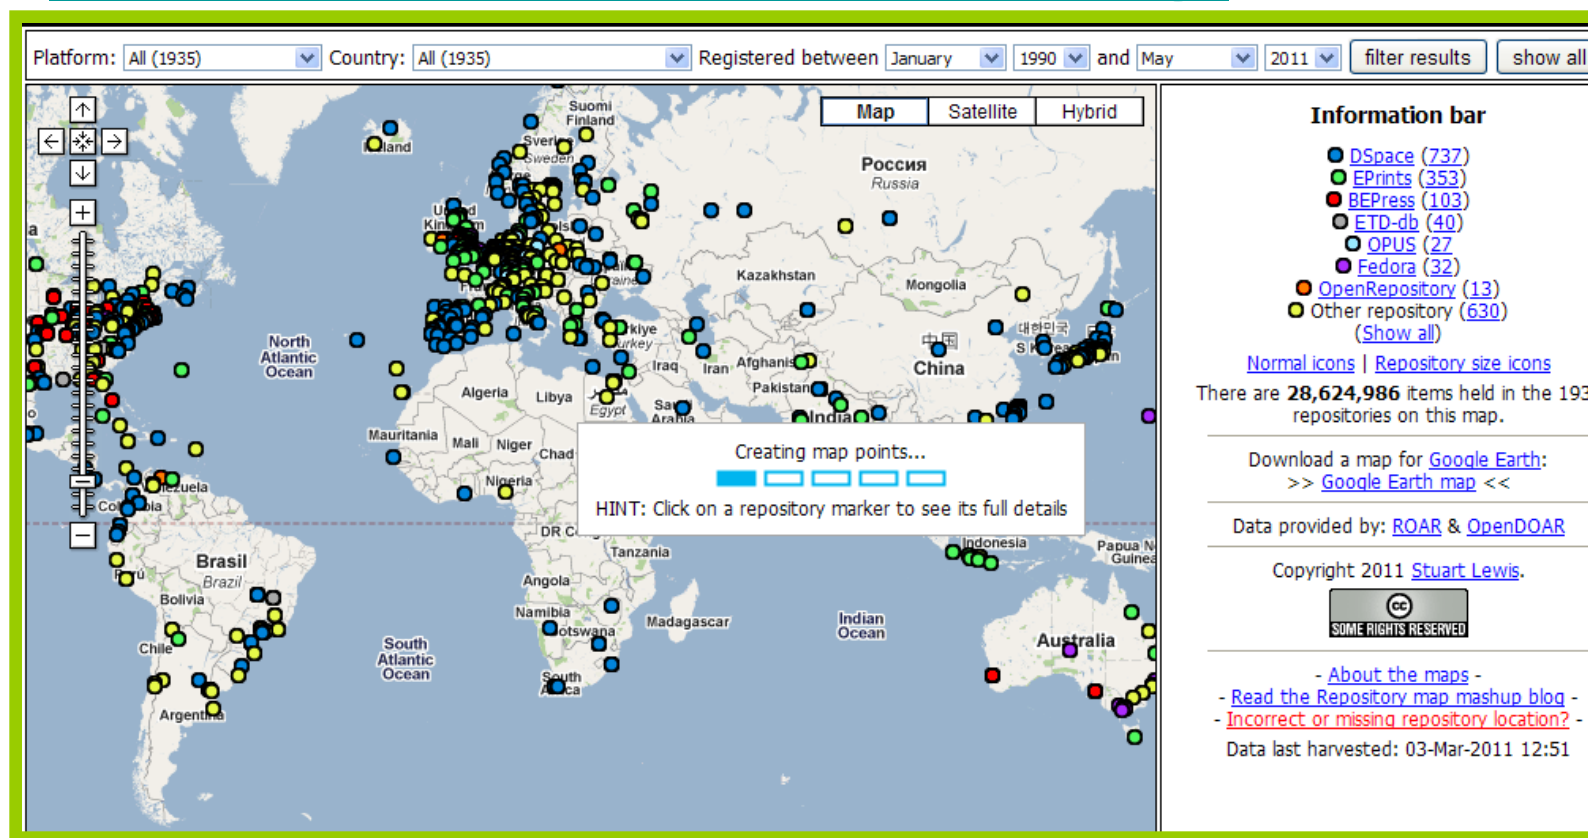 Platform: All (1935) Country: All (1935) Registered between January 1990 and May 2011 filter results show all
Map Satellite Hybrid
Suomi
Finland
Sverige
Sweden
Россия
Russia
Kazakhstan
Mongolia
North
Atlantic
Ocean
中国
China
대한민국
Iraq
Iran
Pakistan
India
Algeria
Libya
Egypt
Mauritania
Mali
Niger
Chad
Nigeria
Creating map points...
HINT: Click on a repository marker to see its full details
Tanzania
Indonesia
Brasil
Brazil
Bolivia
Angola
Namibia
Madagascar
Indian
Ocean
Australia
Chile
South
Atlantic
Ocean
South
Argentina
Information bar
DSpace (737)
EPrints (353)
BEPress (103)
ETD-db (40)
OPUS (27
Fedora (32)
OpenRepository (13)
Other repository (630)
(Show all)
Normal icons | Repository size icons
There are 28,624,986 items held in the 193
repositories on this map.
Download a map for Google Earth:
>> Google Earth map <<
Data provided by: ROAR & OpenDOAR
Copyright 2011 Stuart Lewis.
cc
SOME RIGHTS RESERVED
- About the maps -
- Read the Repository map mashup blog -
- Incorrect or missing repository location? -
Data last harvested: 03-Mar-2011 12:51